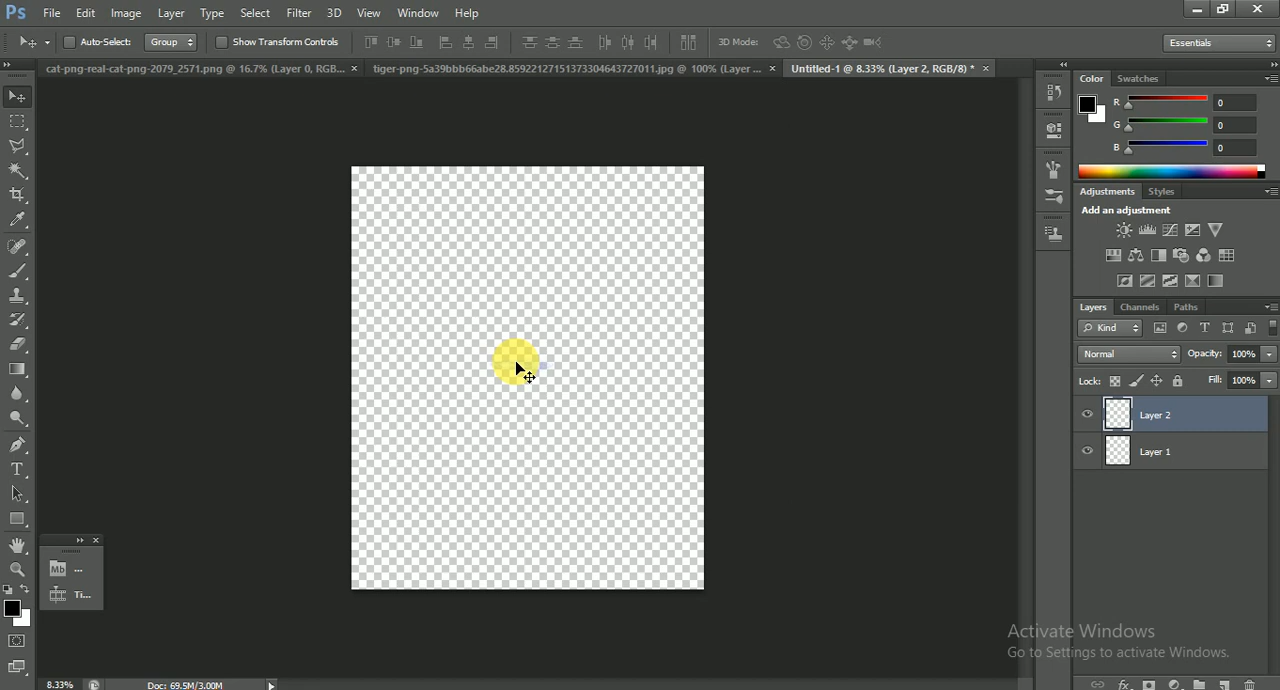 Ps File Edit Image Layer Type Select Filter 3D View Window Help
Auto-Select: Group Show Transform Controls 3D Mode: Essentials
cat-png-real-cat-png-2079_2571.png @ 16.7% (Layer 0, RGB... × tiger-png-5a39bbb66abe28.8592212715137330464372​7011.jpg @ 100% (Layer ... × Untitled-1 @ 8.33% (Layer 2, RGB/8) * ×
Color Swatches
R 0
G 0
B 0
Adjustments Styles
Add an adjustment
Layers Channels Paths
Kind
Normal Opacity: 100%
Lock: Fill: 100%
Layer 2
Layer 1
Mb ...
Ti...
T
Activate Windows
Go to Settings to activate Windows.
8.33% Doc: 69.5M/3.00M
fx